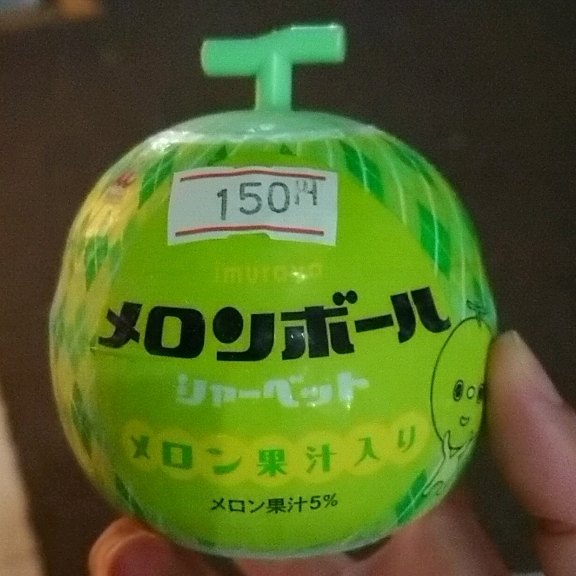 150円
imuraya
メロンボール
シャーベット
メロン果汁入り
メロン果汁5%